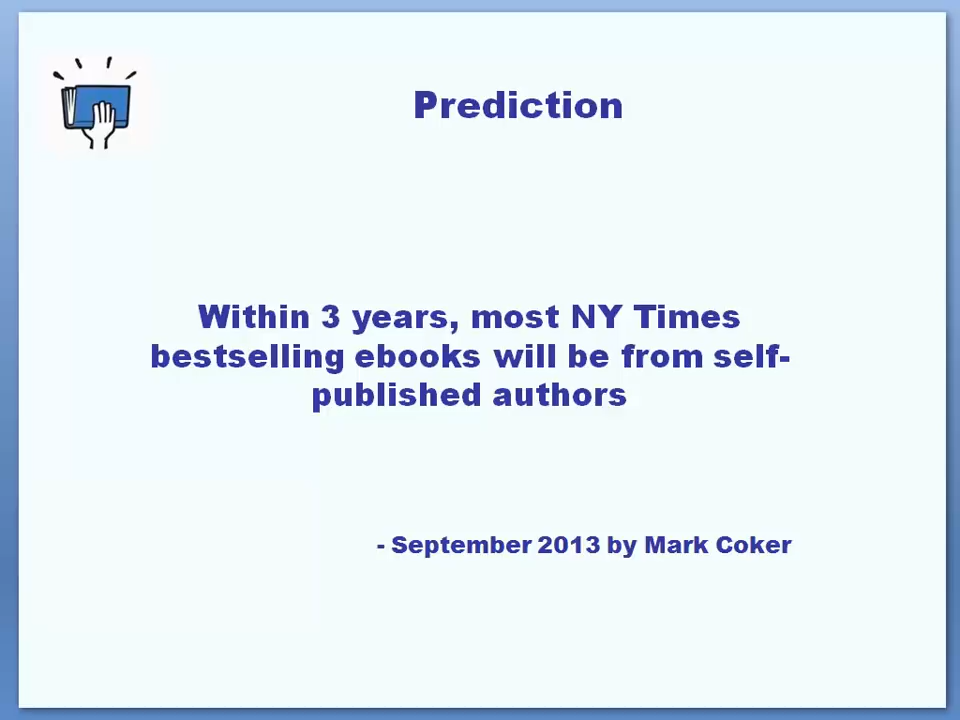 Prediction
Within 3 years, most NY Times
bestselling ebooks will be from self-
published authors
- September 2013 by Mark Coker